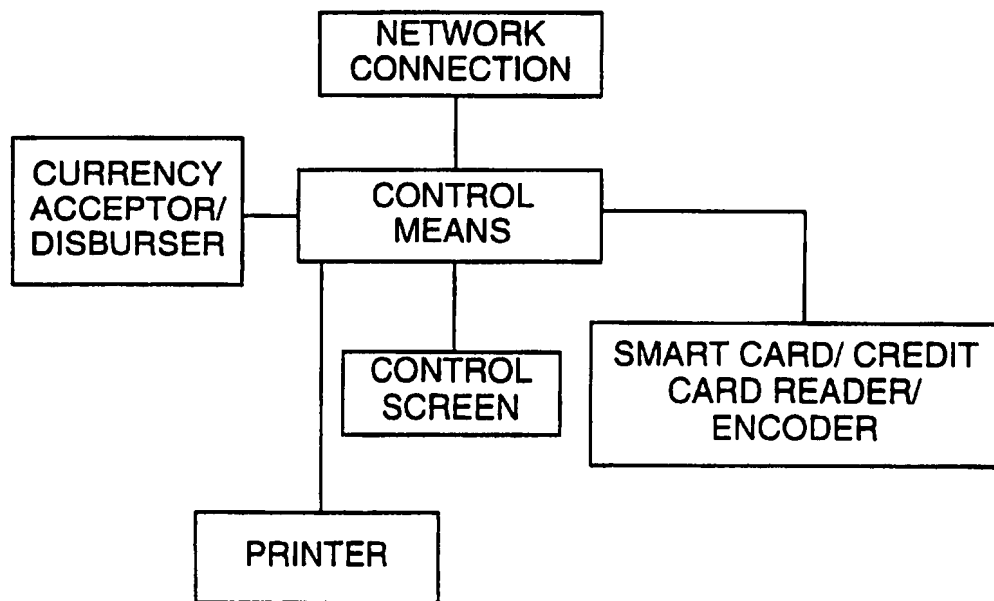 NETWORK
CONNECTION
CURRENCY
ACCEPTOR/
DISBURSER
CONTROL
MEANS
CONTROL
SCREEN
SMART CARD/ CREDIT
CARD READER/
ENCODER
PRINTER